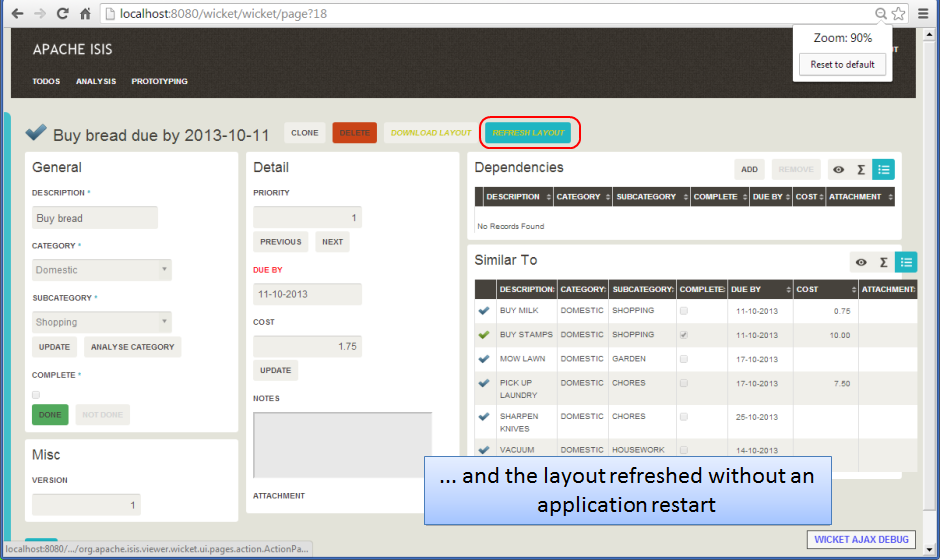 localhost:8080/wicket/wicket/page?18
Zoom: 90%
Reset to default
APACHE ISIS
TODOS ANALYSIS PROTOTYPING
Buy bread due by 2013-10-11 CLONE DELETE DOWNLOAD LAYOUT REFRESH LAYOUT
General
DESCRIPTION *
Buy bread
CATEGORY *
Domestic
SUBCATEGORY *
Shopping
UPDATE ANALYSE CATEGORY
COMPLETE *
DONE NOT DONE
Misc
VERSION
1
Detail
PRIORITY
1
PREVIOUS NEXT
DUE BY
11-10-2013
COST
1.75
UPDATE
NOTES
ATTACHMENT
Dependencies ADD REMOVE Σ
DESCRIPTION CATEGORY SUBCATEGORY COMPLETE DUE BY COST ATTACHMENT
No Records Found
Similar To Σ
DESCRIPTION CATEGORY SUBCATEGORY COMPLETE DUE BY COST ATTACHMENT
BUY MILK DOMESTIC SHOPPING 11-10-2013 0.75
BUY STAMPS DOMESTIC SHOPPING 11-10-2013 10.00
MOW LAWN DOMESTIC GARDEN 17-10-2013
PICK UP LAUNDRY DOMESTIC CHORES 17-10-2013 7.50
SHARPEN KNIVES DOMESTIC CHORES 25-10-2013
VACUUM DOMESTIC HOUSEWORK 14-10-2013
... and the layout refreshed without an
application restart
WICKET AJAX DEBUG
localhost:8080/.../org.apache.isis.viewer.wicket.ui.pages.action.ActionPa...